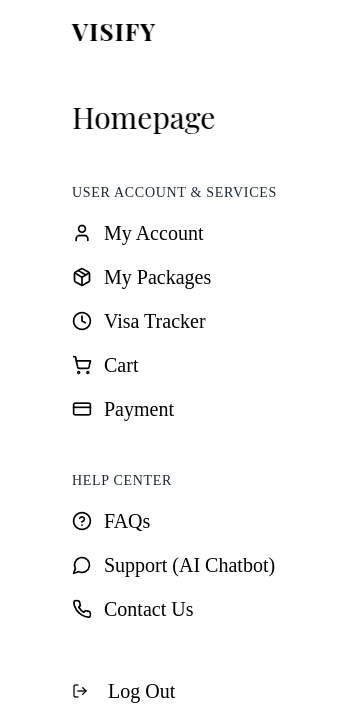 VISIFY
Homepage
USER ACCOUNT & SERVICES
My Account
My Packages
Visa Tracker
Cart
Payment
HELP CENTER
FAQs
Support (AI Chatbot)
Contact Us
Log Out